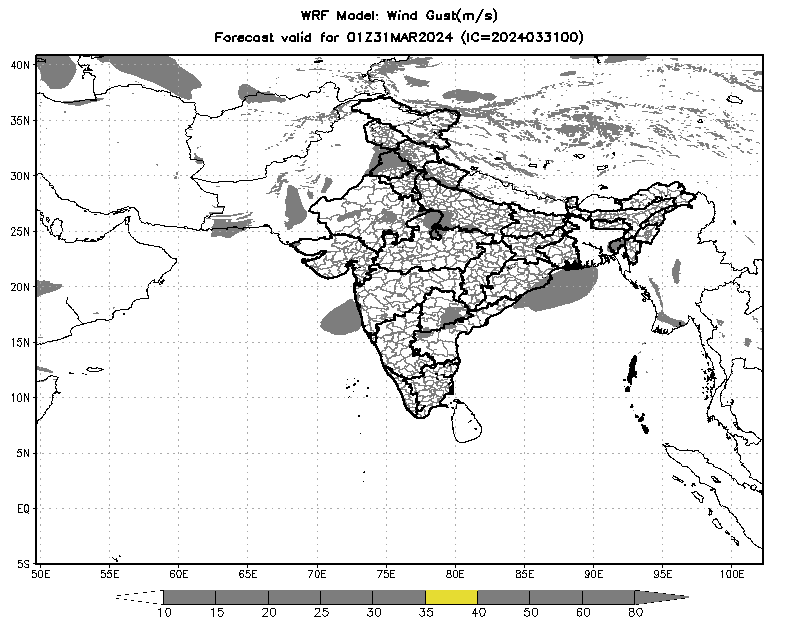 WRF Model: Wind Gust(m/s)
Forecast valid for 01Z31MAR2024 (IC=2024033100)
40N
35N
30N
25N
20N
15N
10N
5N
EQ
5S
50E 55E 60E 65E 70E 75E 80E 85E 90E 95E 100E
10 15 20 25 30 35 40 50 60 80